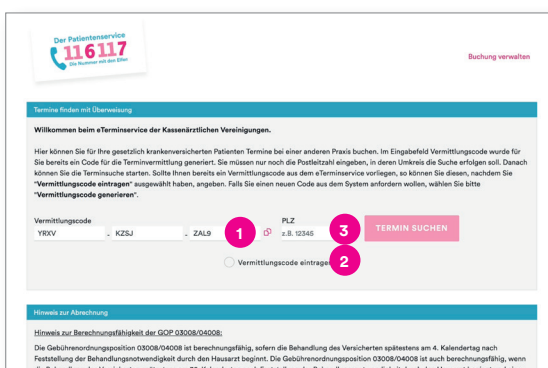 Der Patientenservice
116117
Die Nummer mit den Elfen
Buchung verwalten
Termine finden mit Überweisung
Willkommen beim eTerminservice der Kassenärztlichen Vereinigungen.
Hier können Sie für Ihre gesetzlich krankenversicherten Patienten Termine bei einer anderen Praxis buchen. Im Eingabefeld Vermittlungscode wurde für
Sie bereits ein Code für die Terminvermittlung generiert. Sie müssen nur noch die Postleitzahl eingeben, in deren Umkreis die Suche erfolgen soll. Danach
können Sie die Terminsuche starten. Sollte Ihnen bereits ein Vermittlungscode aus dem eTerminservice vorliegen, so können Sie diesen, nachdem Sie
"Vermittlungscode eintragen" ausgewählt haben, angeben. Falls Sie einen neuen Code aus dem System anfordern wollen, wählen Sie bitte
"Vermittlungscode generieren".
Vermittlungscode PLZ
YRXV - KZSJ - ZAL9 1 z.B. 12345 3 TERMIN SUCHEN
Vermittlungscode eintragen 2
Hinweis zur Abrechnung
Hinweis zur Berechnungsfähigkeit der GOP 03008/04008:
Die Gebührenordnungsposition 03008/04008 ist berechnungsfähig, sofern die Behandlung des Versicherten spätestens am 4. Kalendertag nach
Feststellung der Behandlungsnotwendigkeit durch den Hausarzt beginnt. Die Gebührenordnungsposition 03008/04008 ist auch berechnungsfähig, wenn